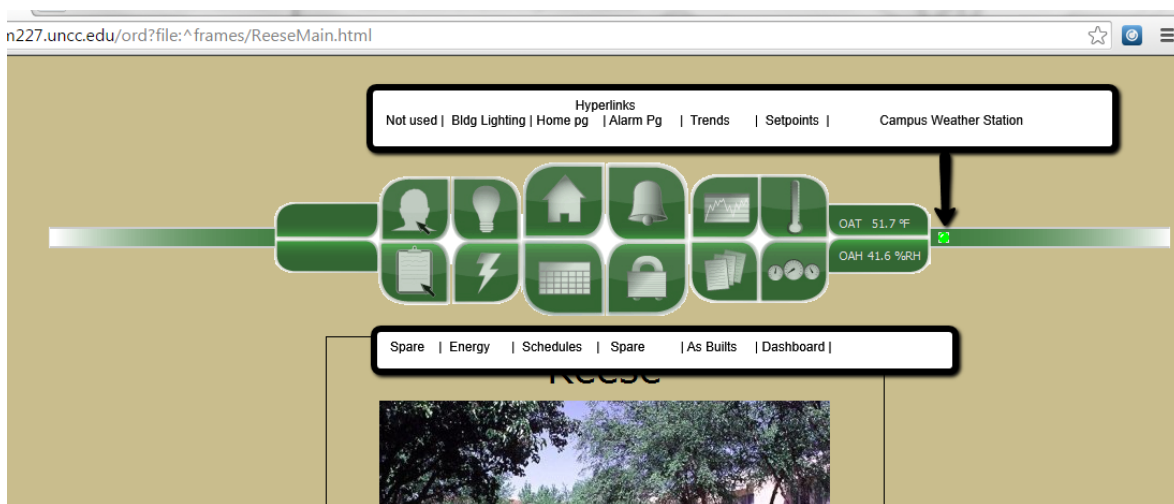 n227.uncc.edu/ord?file:^frames/ReeseMain.html
Hyperlinks
Not used | Bldg Lighting | Home pg | Alarm Pg | Trends | Setpoints | Campus Weather Station
OAT 51.7 ºF
OAH 41.6 %RH
Spare | Energy | Schedules | Spare | As Builts | Dashboard |
Reese